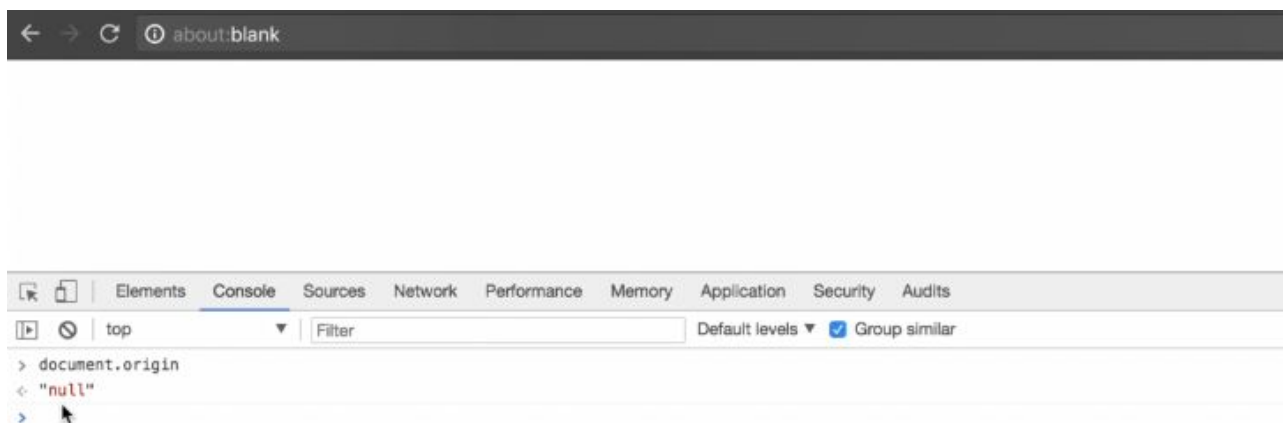 about:blank
Elements Console Sources Network Performance Memory Application Security Audits
top Filter Default levels Group similar
> document.origin
"null"
>